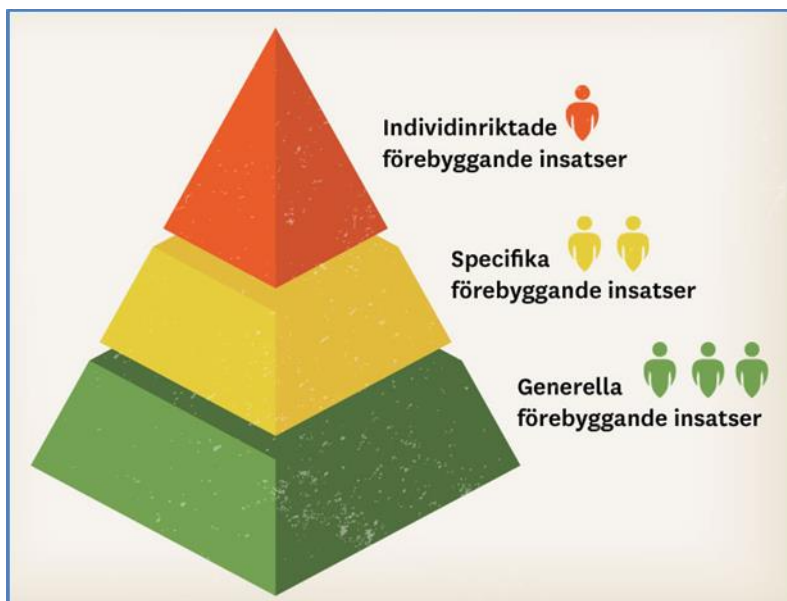 Individinriktade
förebyggande insatser
Specifika
förebyggande insatser
Generella
förebyggande insatser